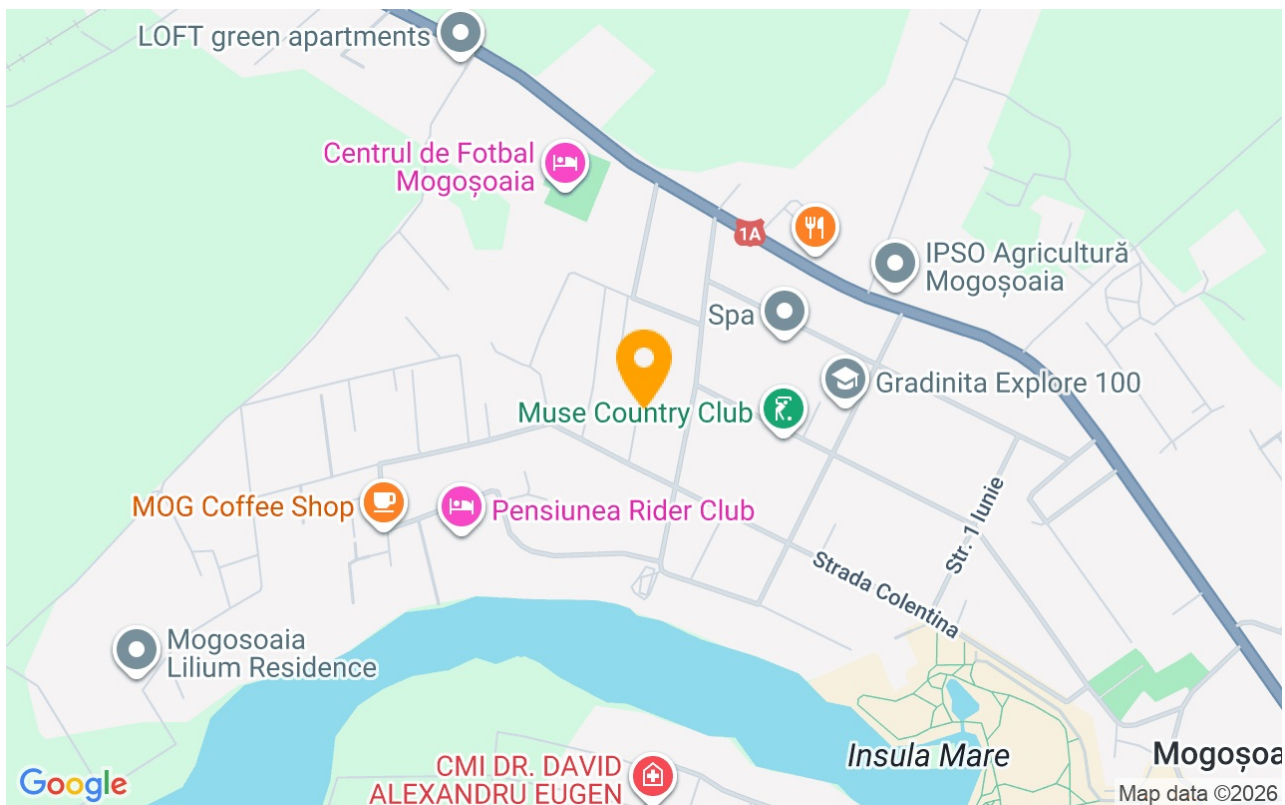 LOFT green apartments
Centrul de Fotbal
Mogoșoaia
1A
IPSO Agricultură
Mogoșoaia
Spa
Gradinita Explore 100
Muse Country Club
MOG Coffee Shop
Pensiunea Rider Club
Str. 1 Iunie
Strada Colentina
Mogosoaia
Lilium Residence
Insula Mare
Mogoșoa
CMI DR. DAVID
ALEXANDRU EUGEN
Google
Map data ©2026